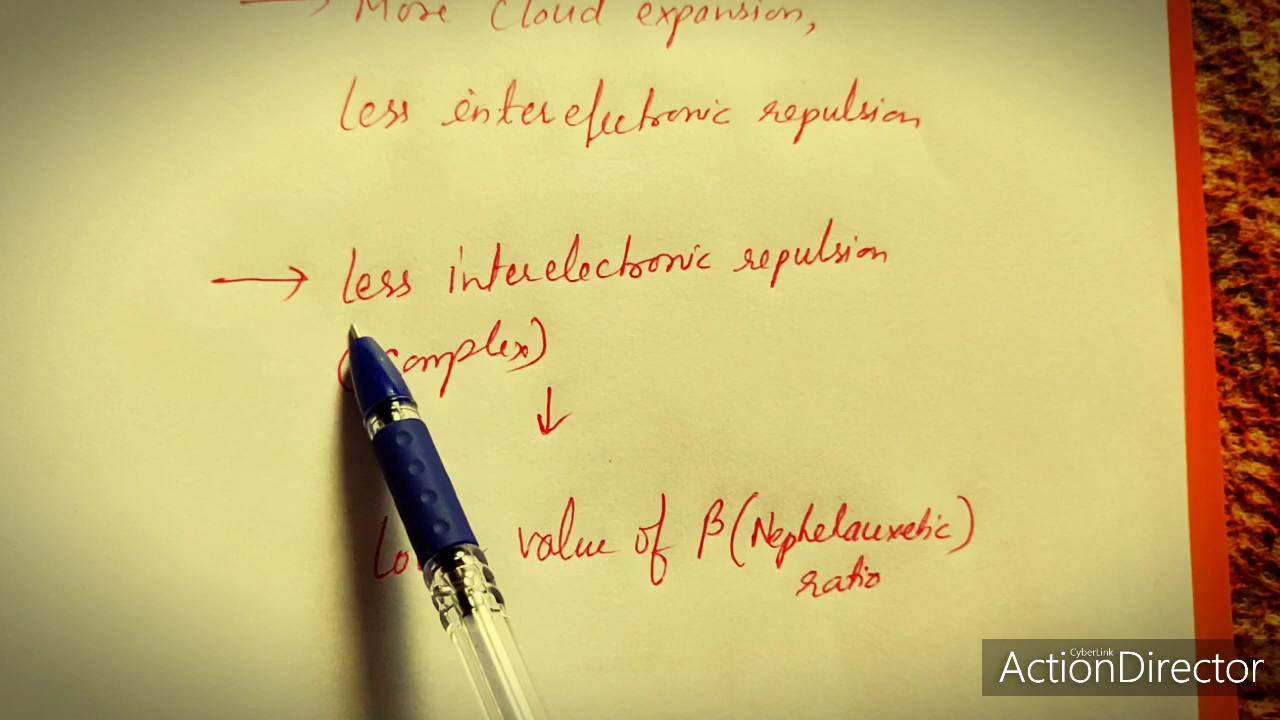 → More Cloud expansion,
less interelectronic repulsion
→ less interelectronic repulsion
(complex)
↓
value of β (Nephelauxetic)
ratio
CyberLink
ActionDirector